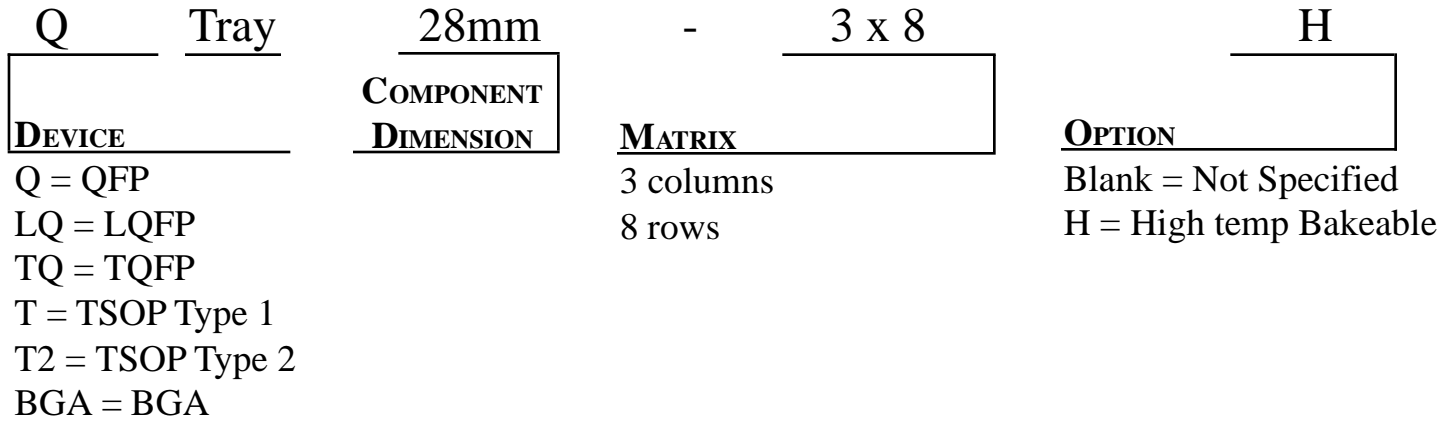 Q Tray 28mm - 3 x 8 H
COMPONENT
DEVICE DIMENSION MATRIX OPTION
Q = QFP 3 columns Blank = Not Specified
LQ = LQFP 8 rows H = High temp Bakeable
TQ = TQFP
T = TSOP Type 1
T2 = TSOP Type 2
BGA = BGA